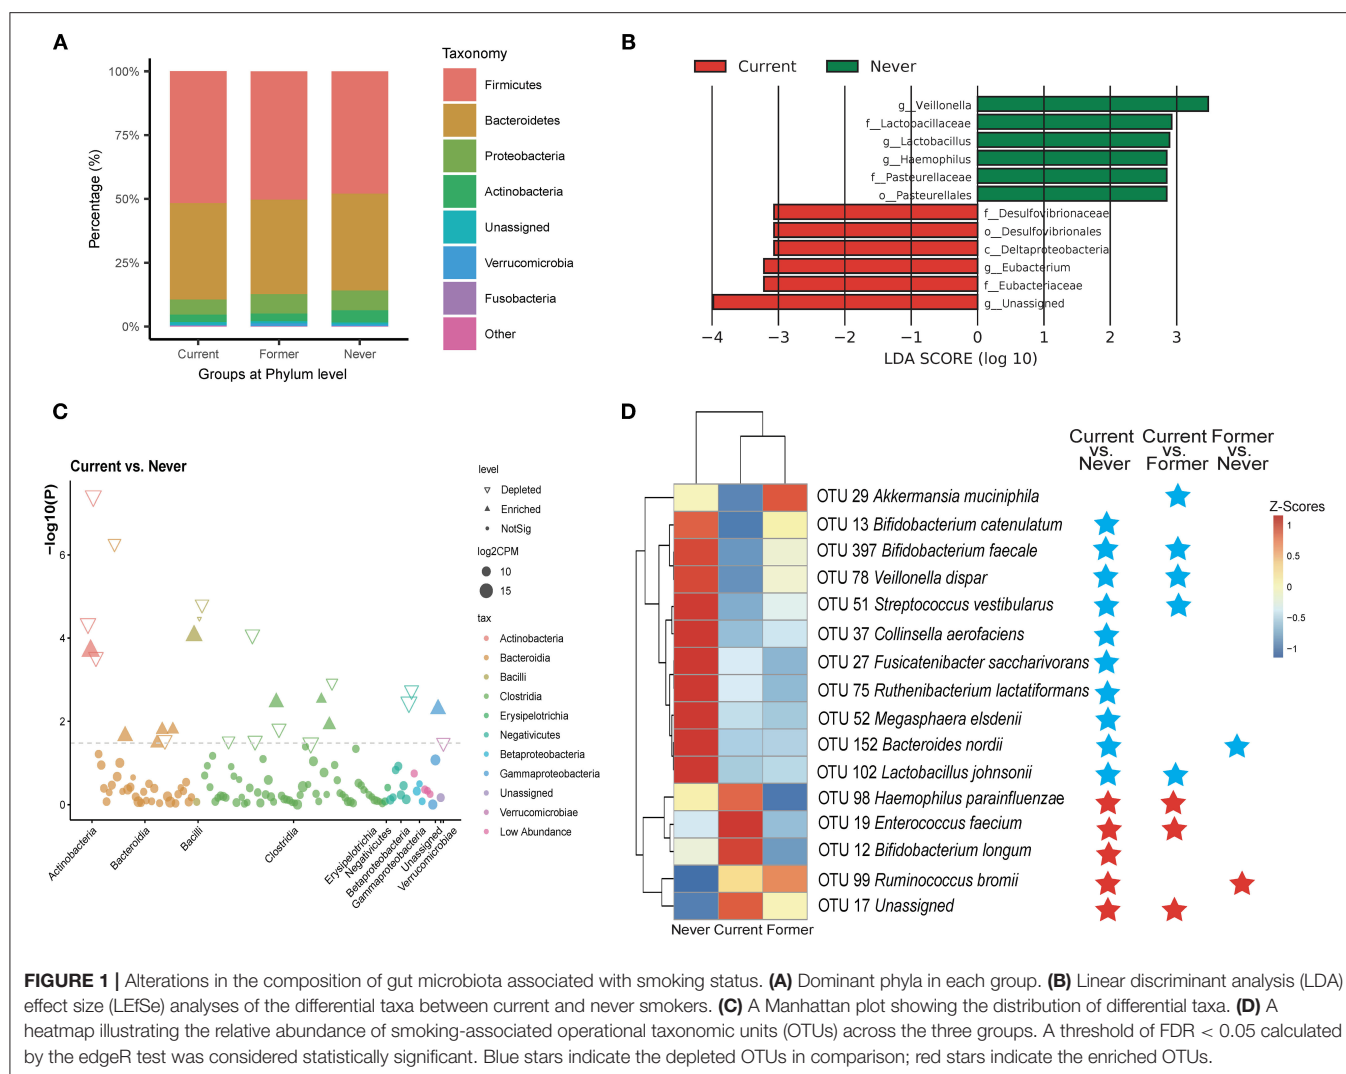 A
Taxonomy
100%
75%
50%
25%
0%
Percentage (%)
Current Former Never
Groups at Phylum level
Firmicutes
Bacteroidetes
Proteobacteria
Actinobacteria
Unassigned
Verrucomicrobia
Fusobacteria
Other
B
Current Never
g__Veillonella
f__Lactobacillaceae
g__Lactobacillus
g__Haemophilus
f__Pasteurellaceae
o__Pasteurellales
f__Desulfovibrionaceae
o__Desulfovibrionales
c__Deltaproteobacteria
g__Eubacterium
f__Eubacteriaceae
g__Unassigned
−4 −3 −2 −1 0 1 2 3
LDA SCORE (log 10)
C
Current vs. Never
−log10(P)
6
4
2
0
Actinobacteria
Bacteroidia
Bacilli
Clostridia
Erysipelotrichia
Negativicutes
Betaproteobacteria
Gammaproteobacteria
Unassigned
Verrucomicrobiae
level
Depleted
Enriched
NotSig
log2CPM
10
15
tax
Actinobacteria
Bacteroidia
Bacilli
Clostridia
Erysipelotrichia
Negativicutes
Betaproteobacteria
Gammaproteobacteria
Unassigned
Verrucomicrobiae
Low Abundance
D
Current vs. Never
Current vs. Former
Former vs. Never
OTU 29 Akkermansia muciniphila
OTU 13 Bifidobacterium catenulatum
OTU 397 Bifidobacterium faecale
OTU 78 Veillonella dispar
OTU 51 Streptococcus vestibularus
OTU 37 Collinsella aerofaciens
OTU 27 Fusicatenibacter saccharivorans
OTU 75 Ruthenibacterium lactatiformans
OTU 52 Megasphaera elsdenii
OTU 152 Bacteroides nordii
OTU 102 Lactobacillus johnsonii
OTU 98 Haemophilus parainfluenzae
OTU 19 Enterococcus faecium
OTU 12 Bifidobacterium longum
OTU 99 Ruminococcus bromii
OTU 17 Unassigned
Never Current Former
Z-Scores
1
0.5
0
−0.5
−1
FIGURE 1 | Alterations in the composition of gut microbiota associated with smoking status. (A) Dominant phyla in each group. (B) Linear discriminant analysis (LDA)
effect size (LEfSe) analyses of the differential taxa between current and never smokers. (C) A Manhattan plot showing the distribution of differential taxa. (D) A
heatmap illustrating the relative abundance of smoking-associated operational taxonomic units (OTUs) across the three groups. A threshold of FDR < 0.05 calculated
by the edgeR test was considered statistically significant. Blue stars indicate the depleted OTUs in comparison; red stars indicate the enriched OTUs.